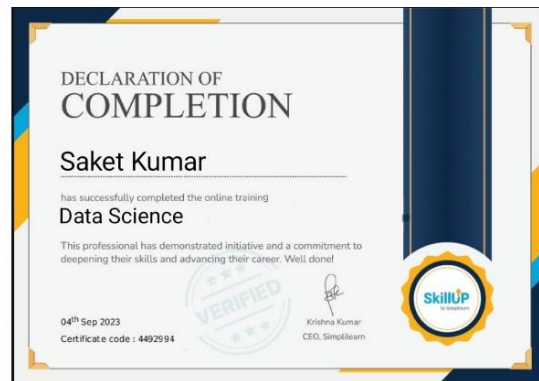 DECLARATION OF
COMPLETION
Saket Kumar
has successfully completed the online training
Data Science
This professional has demonstrated initiative and a commitment to
deepening their skills and advancing their career. Well done!
VERIFIED
04th Sep 2023
Certificate code : 4492994
Krishna Kumar
CEO, Simplilearn
SkillUP
by Simplilearn